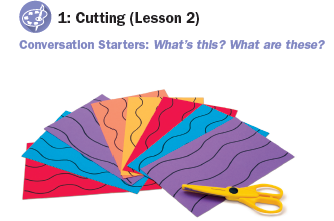 1: Cutting (Lesson 2)
Conversation Starters: What's this? What are these?